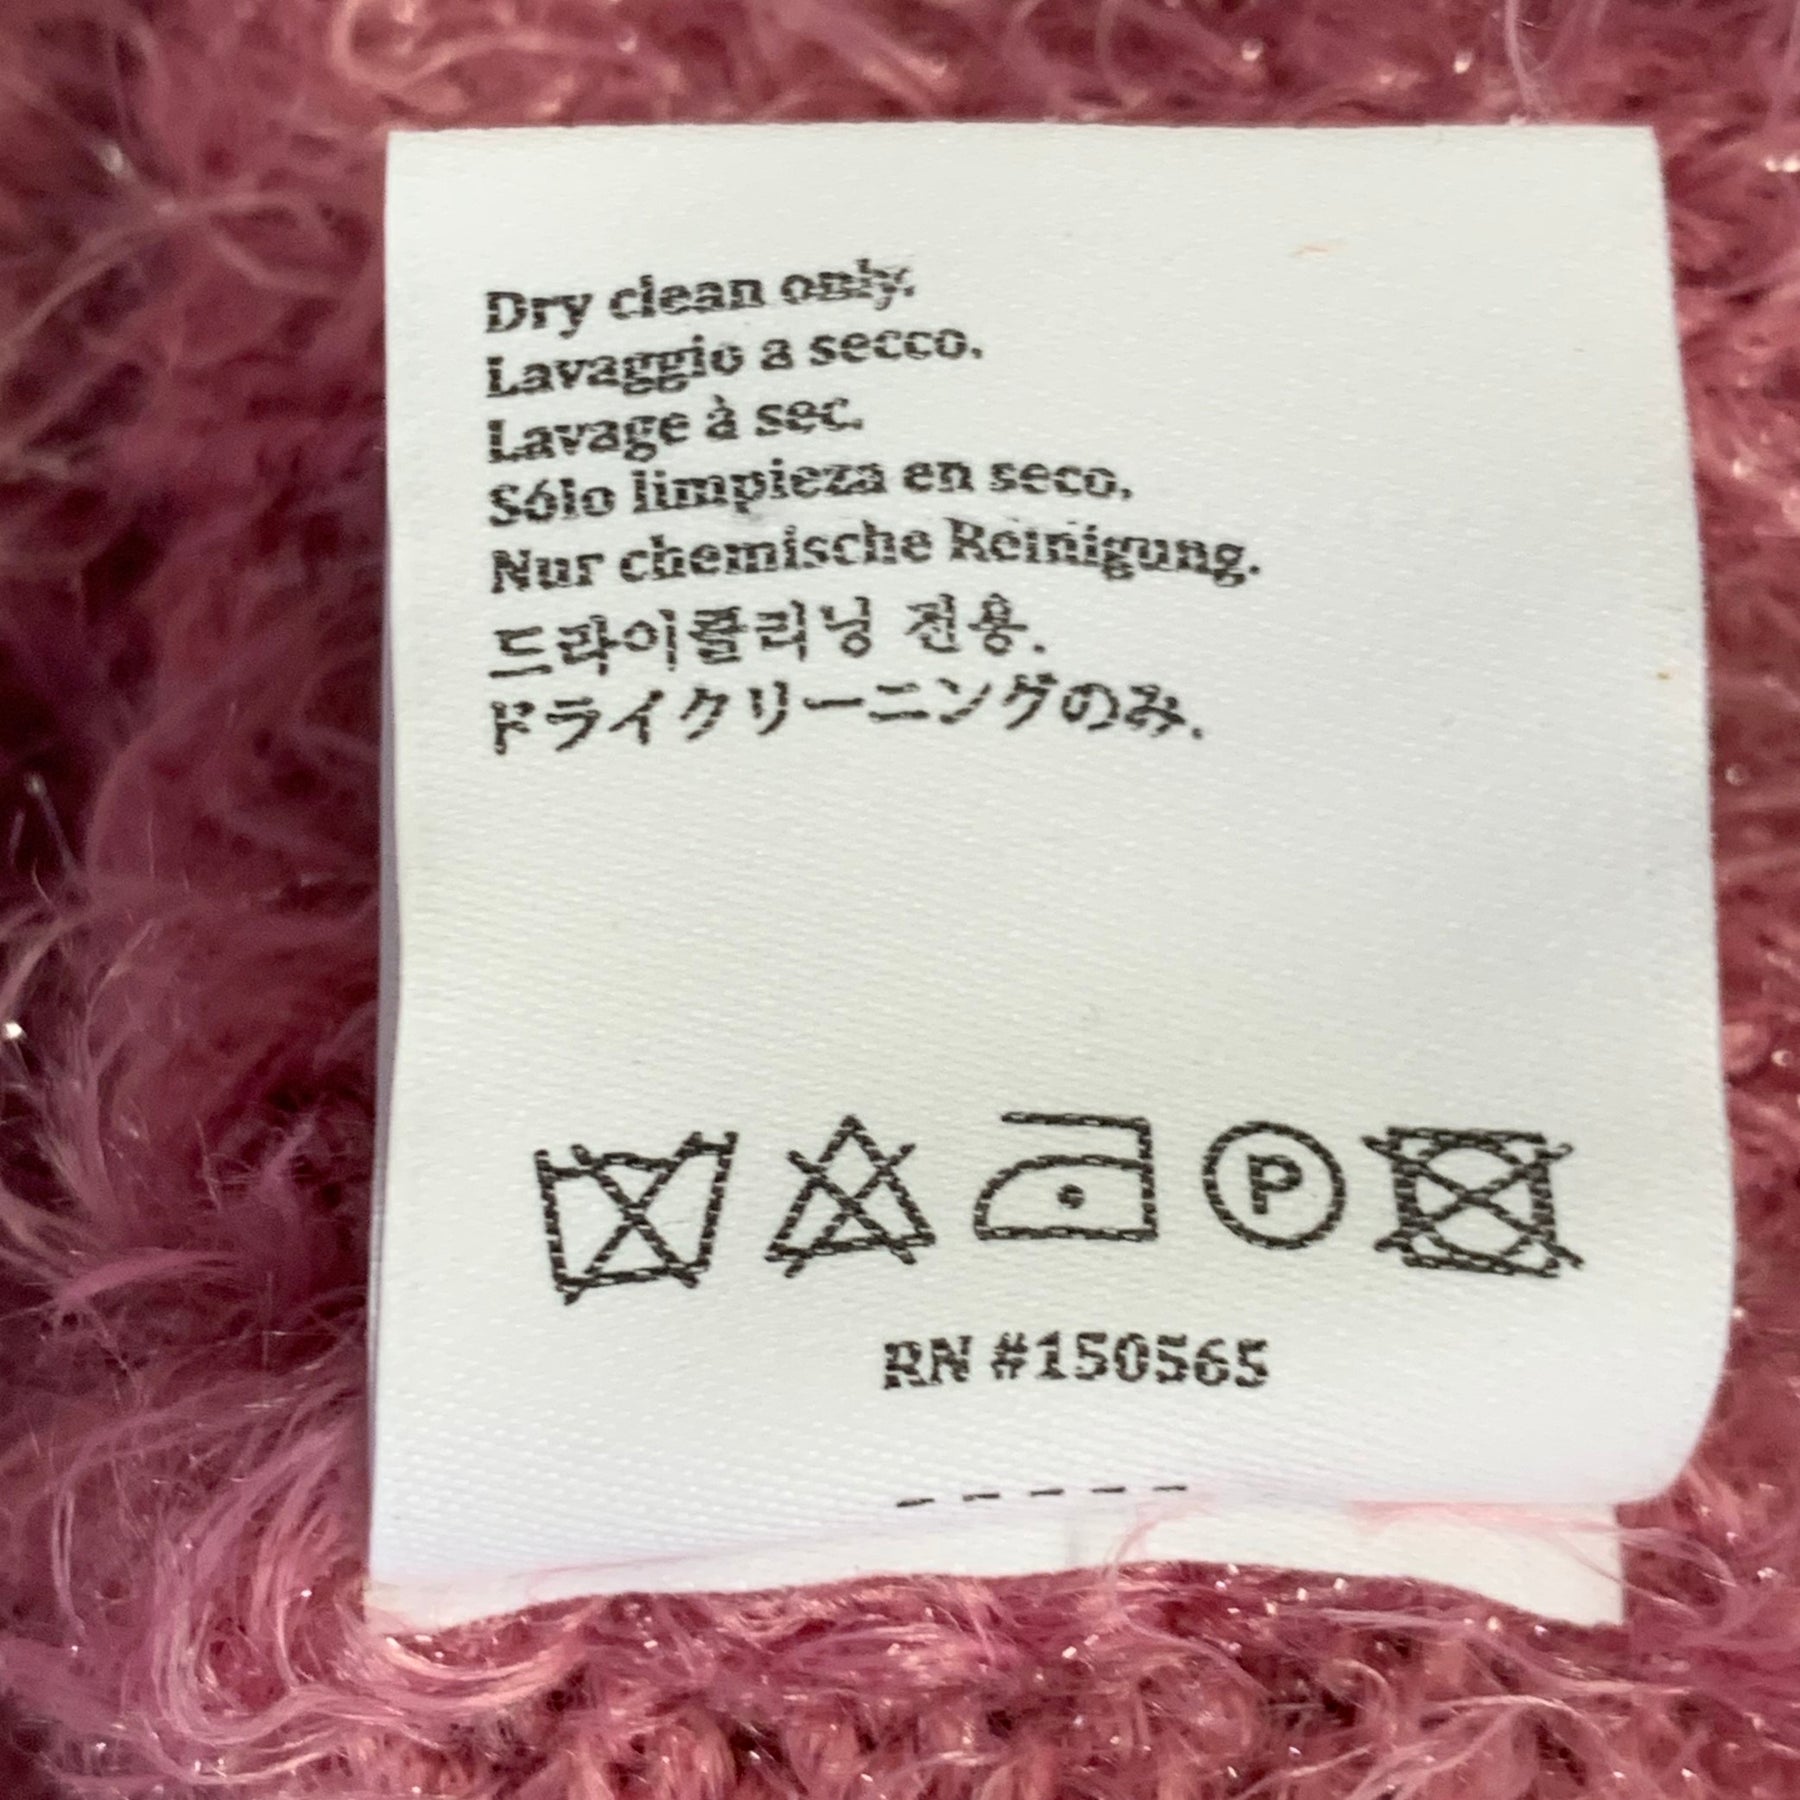 Dry clean only.
Lavaggio a secco.
Lavage à sec.
Sólo limpieza en seco.
Nur chemische Reinigung.
드라이클리닝 전용.
ドライクリーニングのみ.
P
RN #150565